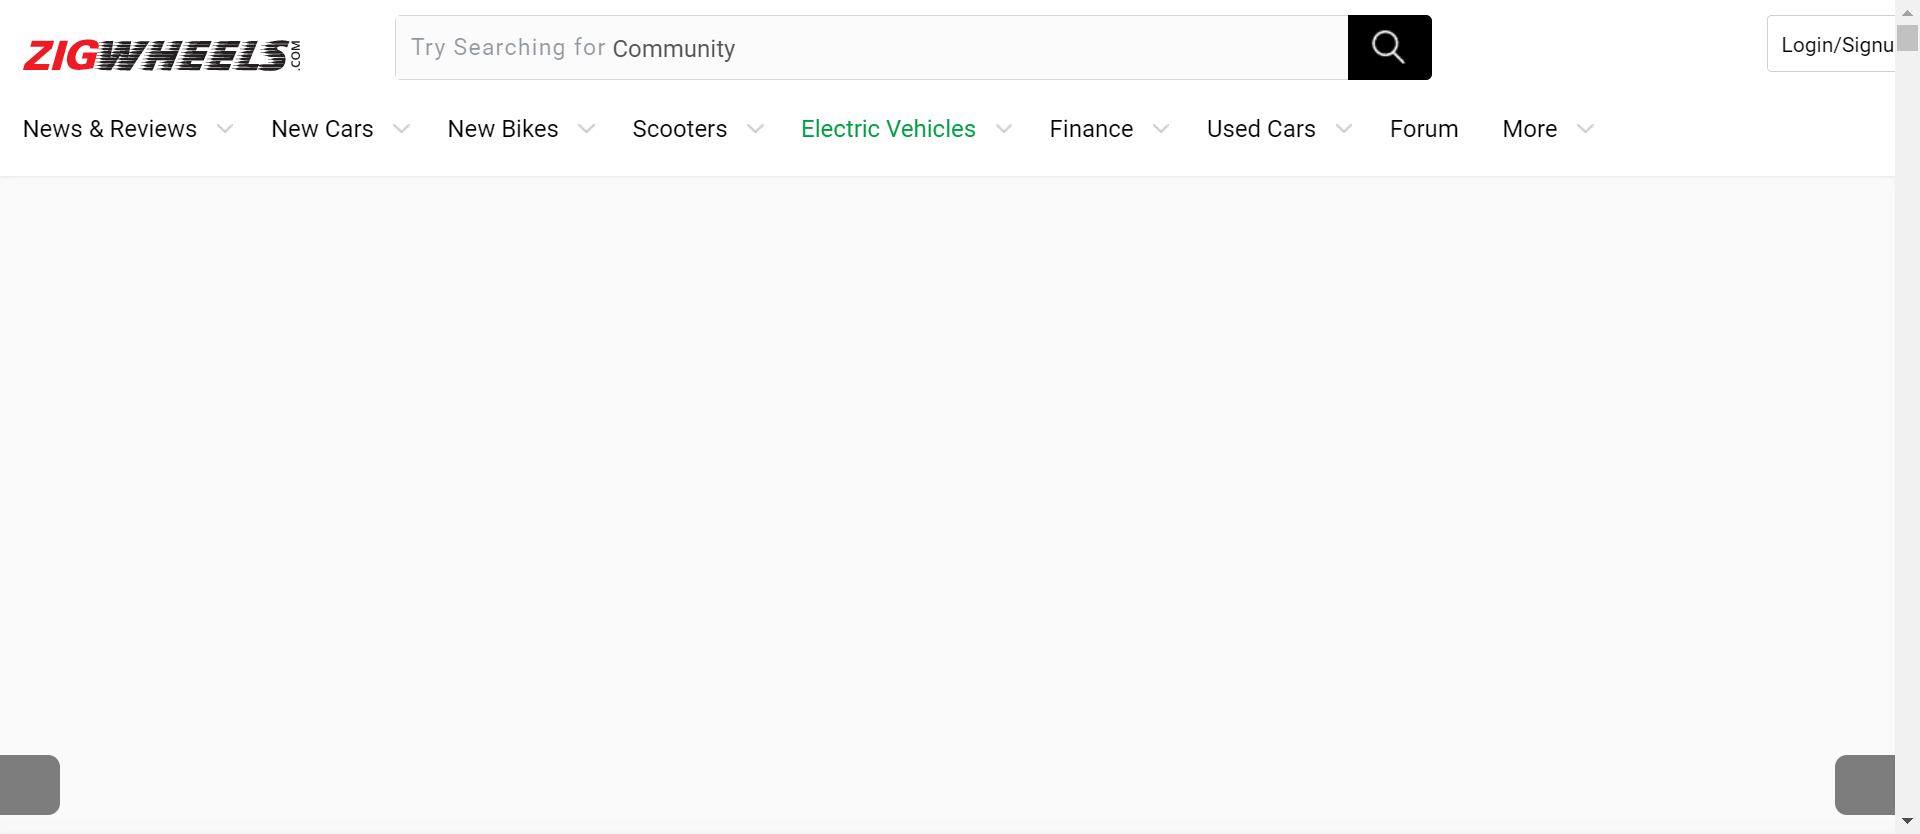 ZIGWHEELS.COM
Try Searching for Community
Login/Signu
News & Reviews New Cars New Bikes Scooters Electric Vehicles Finance Used Cars Forum More